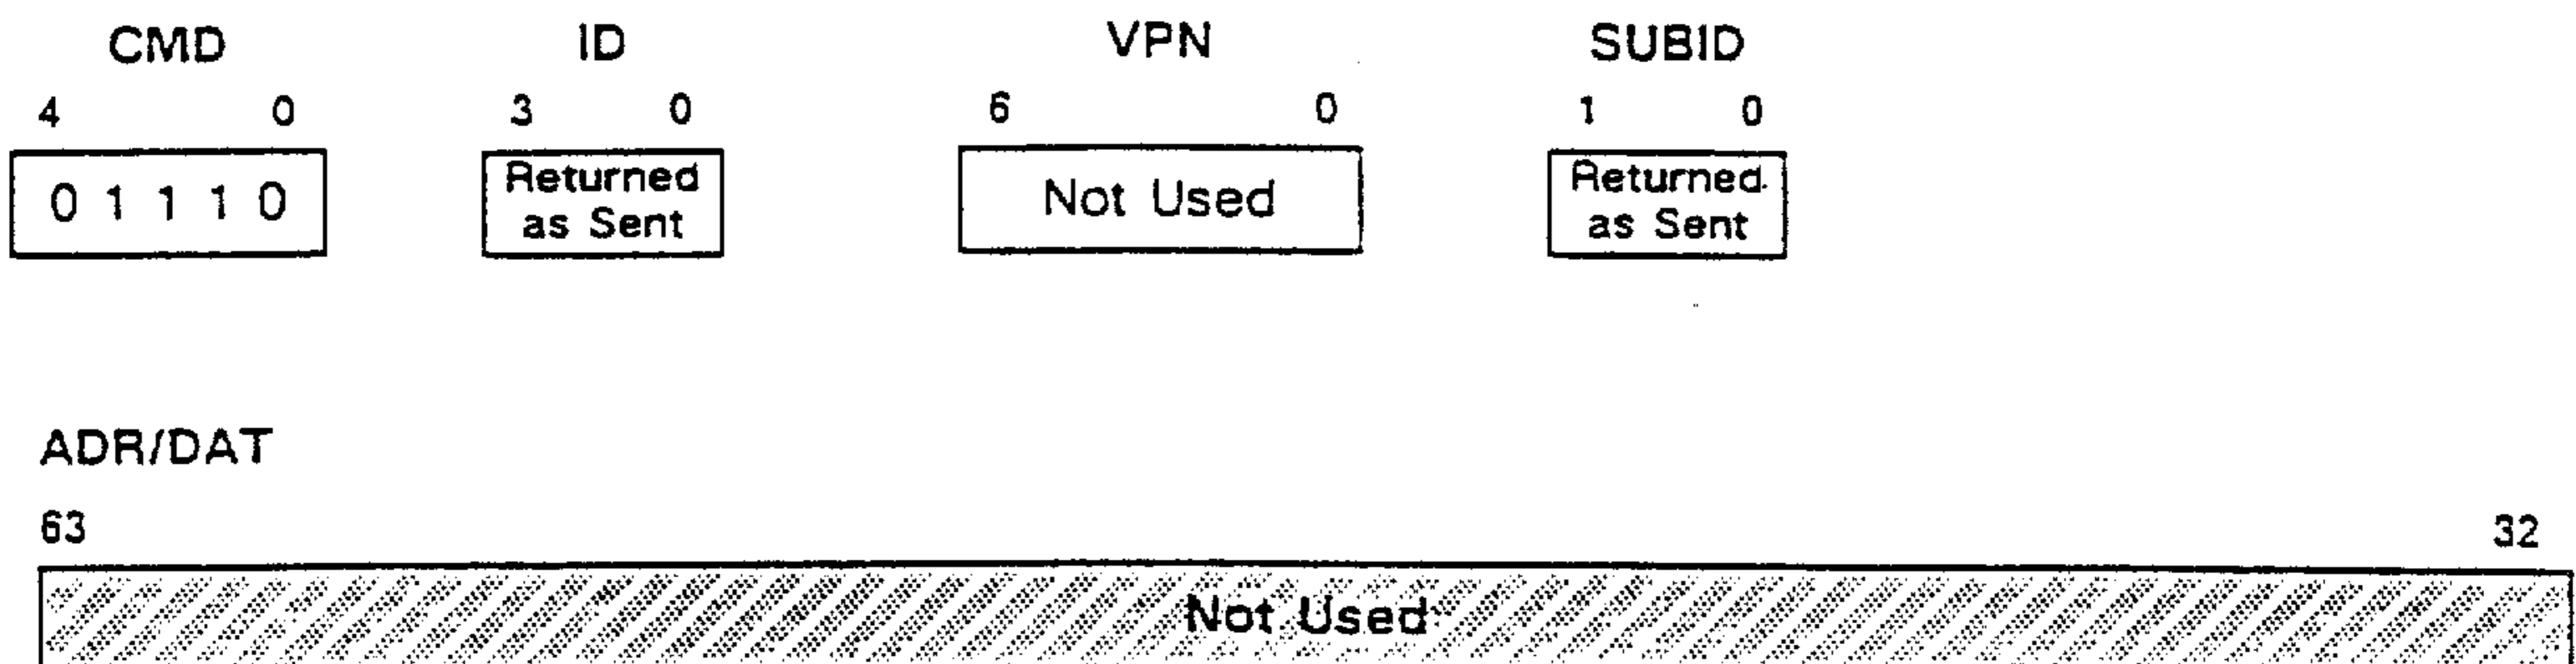 CMD ID VPN SUBID
4 0 3 0 6 0 1 0
0 1 1 1 0 Returned as Sent Not Used Returned as Sent
ADR/DAT
63 32
Not Used